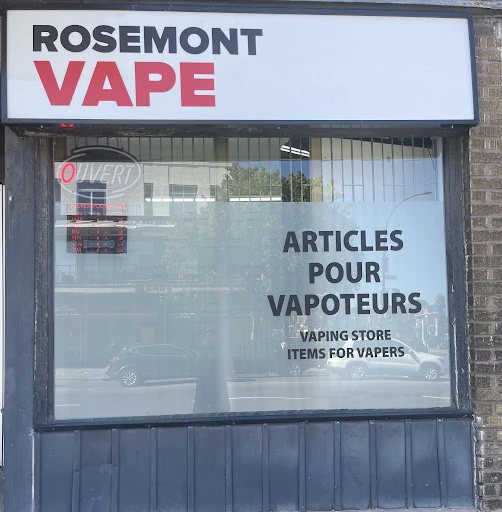 ROSEMONT
VAPE
OUVERT
ARTICLES
POUR
VAPOTEURS
VAPING STORE
ITEMS FOR VAPERS